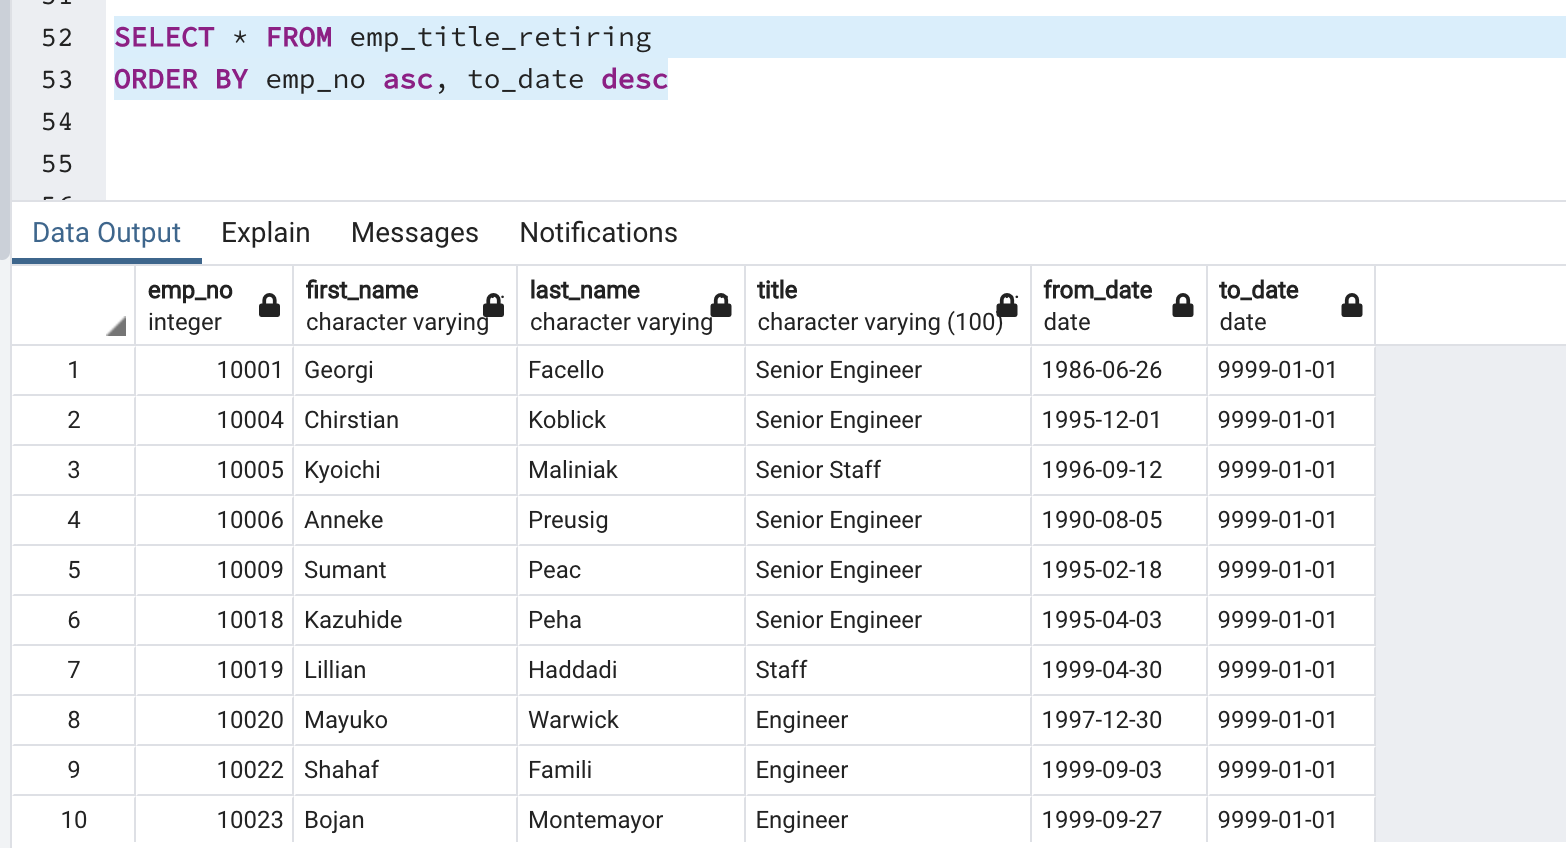 52 SELECT * FROM emp_title_retiring
53 ORDER BY emp_no asc, to_date desc
54
55
Data Output Explain Messages Notifications
emp_no first_name last_name title from_date to_date
integer character varying character varying character varying (100) date date
1 10001 Georgi Facello Senior Engineer 1986-06-26 9999-01-01
2 10004 Chirstian Koblick Senior Engineer 1995-12-01 9999-01-01
3 10005 Kyoichi Maliniak Senior Staff 1996-09-12 9999-01-01
4 10006 Anneke Preusig Senior Engineer 1990-08-05 9999-01-01
5 10009 Sumant Peac Senior Engineer 1995-02-18 9999-01-01
6 10018 Kazuhide Peha Senior Engineer 1995-04-03 9999-01-01
7 10019 Lillian Haddadi Staff 1999-04-30 9999-01-01
8 10020 Mayuko Warwick Engineer 1997-12-30 9999-01-01
9 10022 Shahaf Famili Engineer 1999-09-03 9999-01-01
10 10023 Bojan Montemayor Engineer 1999-09-27 9999-01-01